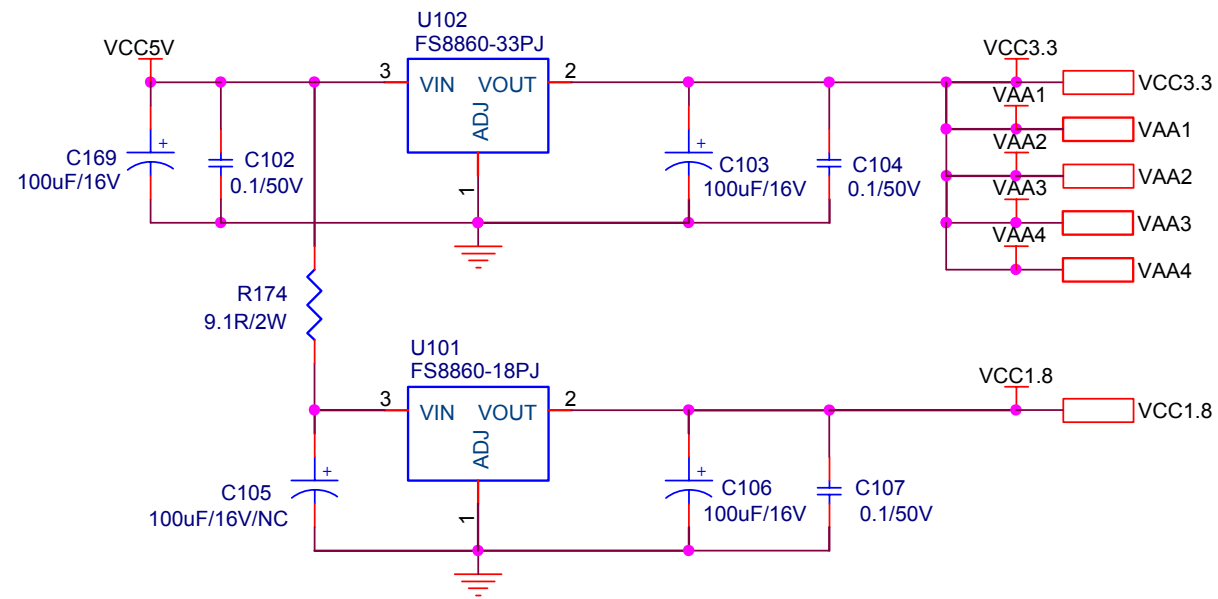 U102
FS8860-33PJ
VCC5V
VCC3.3
3
VIN
VOUT
2
ADJ
1
VCC3.3
VAA1
VAA1
VAA2
VAA2
VAA3
VAA3
VAA4
VAA4
+
C169
100uF/16V
C102
0.1/50V
+
C103
100uF/16V
C104
0.1/50V
R174
9.1R/2W
U101
FS8860-18PJ
3
VIN
VOUT
2
ADJ
1
VCC1.8
VCC1.8
+
C105
100uF/16V/NC
+
C106
100uF/16V
C107
0.1/50V